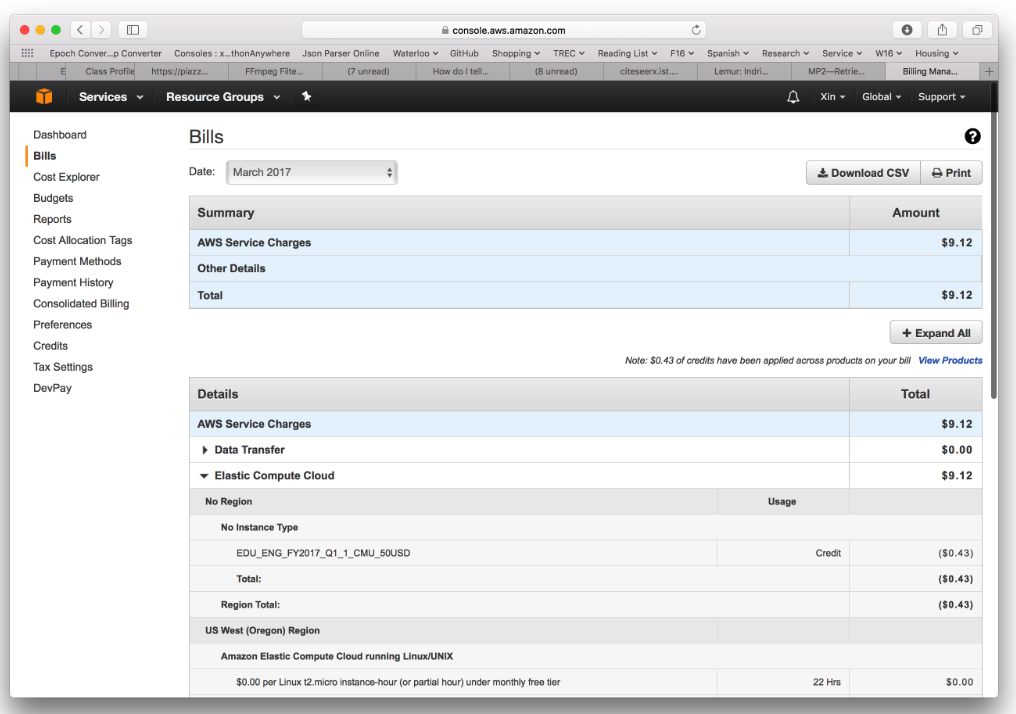 console.aws.amazon.com
Epoch Conver...p Converter Consoles : x...thonAnywhere Json Parser Online Waterloo GitHub Shopping TREC Reading List F16 Spanish Research Service W16 Housing
E Class Profile https://piazz... FFmpeg Filte... (7 unread) How do I tell... (8 unread) citeseerx.ist.... Lemur: Indri... MP2—Retrie... Billing Mana...
Services Resource Groups Xin Global Support
Dashboard
Bills
Cost Explorer
Budgets
Reports
Cost Allocation Tags
Payment Methods
Payment History
Consolidated Billing
Preferences
Credits
Tax Settings
DevPay
Bills
Date: March 2017 Download CSV Print
Summary Amount
AWS Service Charges $9.12
Other Details
Total $9.12
+ Expand All
Note: $0.43 of credits have been applied across products on your bill View Products
Details Total
AWS Service Charges $9.12
Data Transfer $0.00
Elastic Compute Cloud $9.12
No Region Usage
No Instance Type
EDU_ENG_FY2017_Q1_1_CMU_50USD Credit ($0.43)
Total: ($0.43)
Region Total: ($0.43)
US West (Oregon) Region
Amazon Elastic Compute Cloud running Linux/UNIX
$0.00 per Linux t2.micro instance-hour (or partial hour) under monthly free tier 22 Hrs $0.00